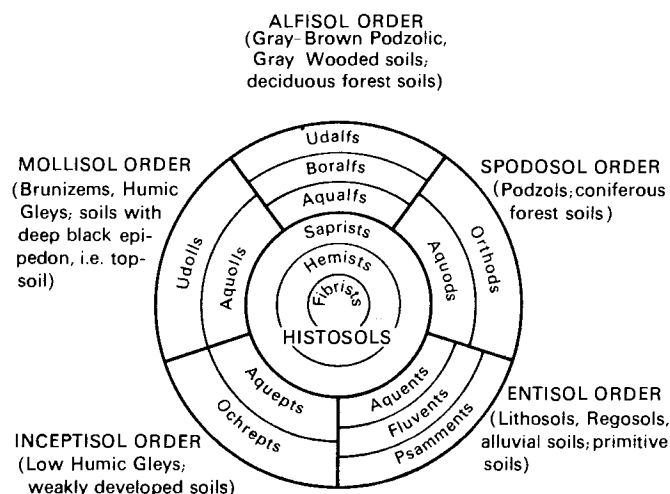 ALFISOL ORDER
(Gray-Brown Podzolic,
Gray Wooded soils;
deciduous forest soils)
MOLLISOL ORDER
(Brunizems, Humic
Gleys; soils with
deep black epi-
pedon, i.e. top-
soil)
SPODOSOL ORDER
(Podzols; coniferous
forest soils)
Udalfs
Boralfs
Aqualfs
Udolls
Aquolls
Saprists
Hemists
Fibrists
HISTOSOLS
Aquods
Orthods
Aquepts
Ochrepts
Aquents
Fluvents
Psamments
INCEPTISOL ORDER
(Low Humic Gleys;
weakly developed soils)
ENTISOL ORDER
(Lithosols, Regosols,
alluvial soils; primitive
soils)